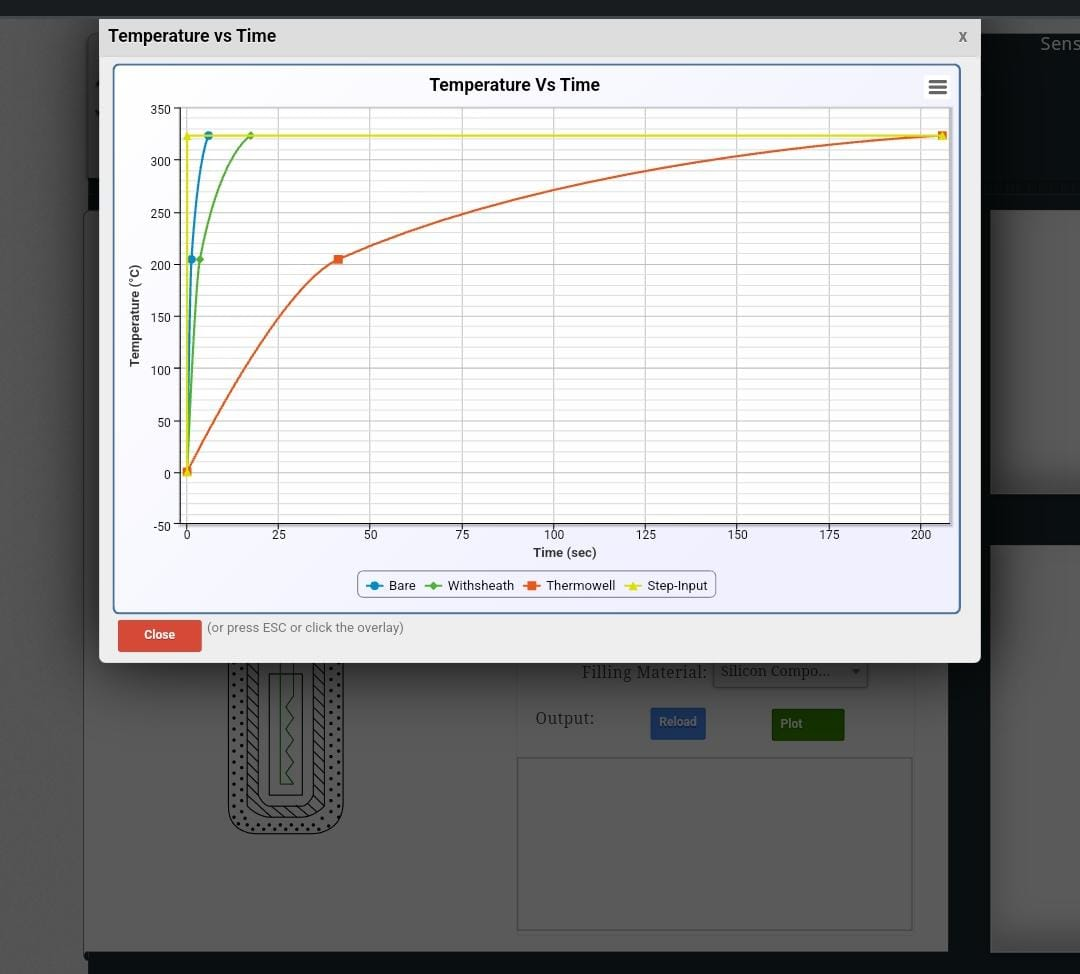 Temperature vs Time
x
Sens
Temperature Vs Time
350
300
250
200
150
100
50
0
-50
Temperature (°C)
0 25 50 75 100 125 150 175 200
Time (sec)
Bare Withsheath Thermowell Step-Input
Close (or press ESC or click the overlay)
Filling Material: Silicon Compo...
Output: Reload Plot